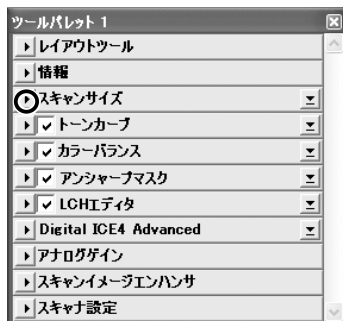 ツールパレット 1
レイアウトツール
情報
スキャンサイズ
トーンカーブ
カラーバランス
アンシャープマスク
LCHエディタ
Digital ICE4 Advanced
アナログゲイン
スキャンイメージエンハンサ
スキャナ設定